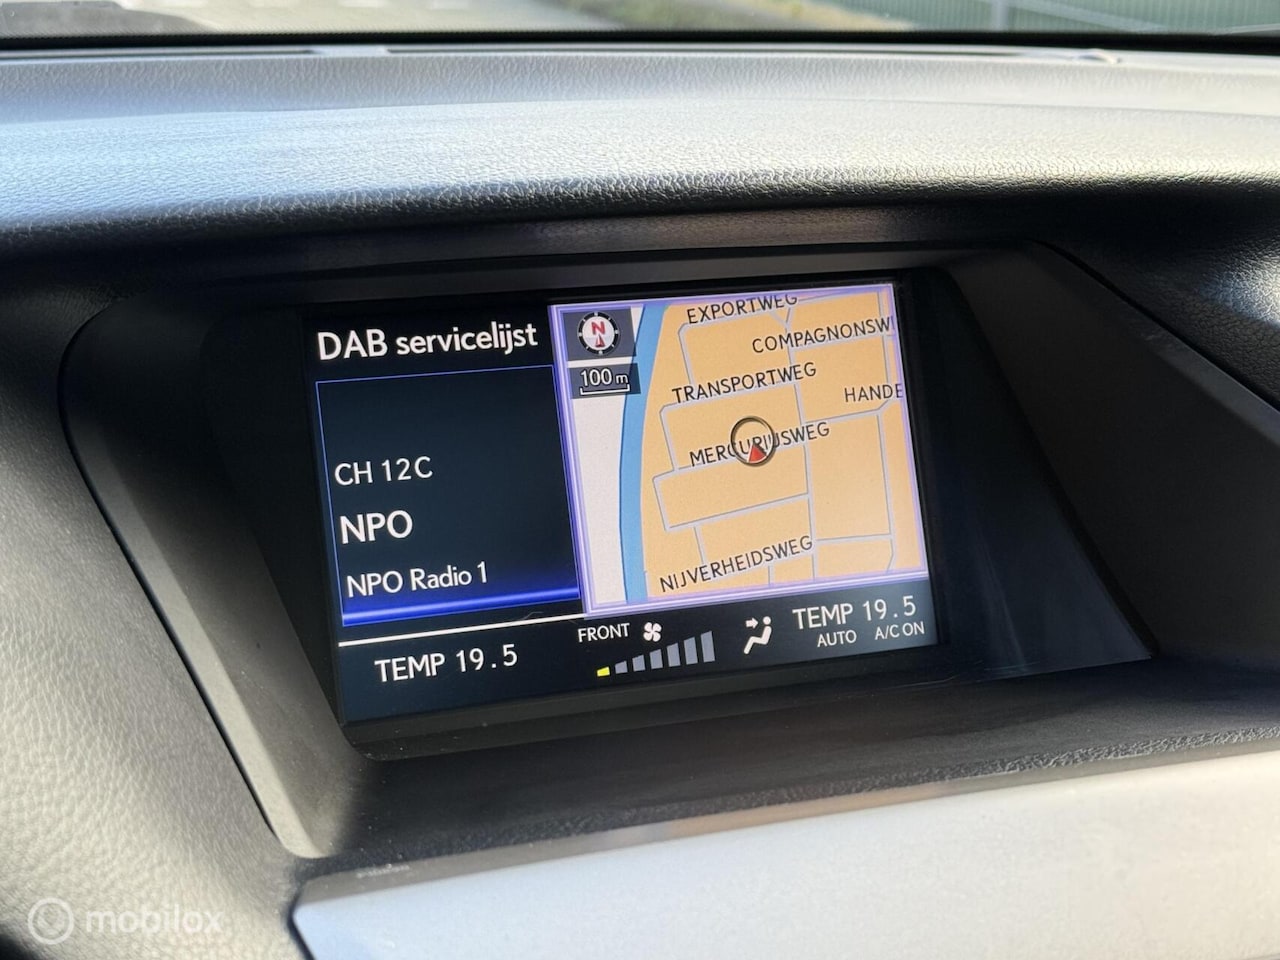 DAB servicelijst
CH 12C
NPO
NPO Radio 1
N
100 m
EXPORTWEG
COMPAGNONSWI
TRANSPORTWEG
HANDE
MERCURIUSWEG
NIJVERHEIDSWEG
TEMP 19.5
FRONT
TEMP 19.5
AUTO A/C ON
mobilox